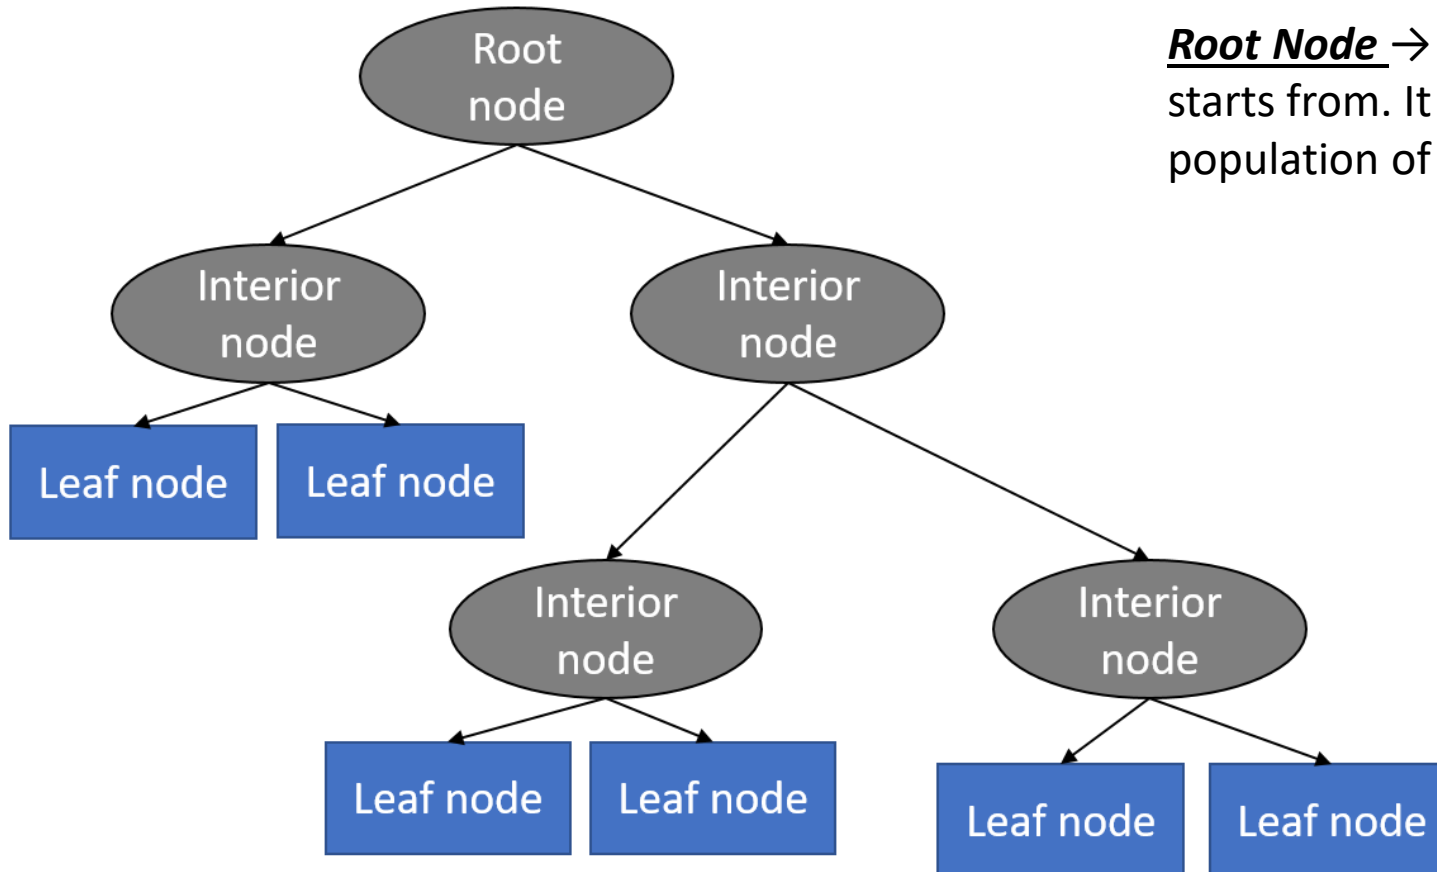 Root
node
Root Node →
starts from. It
population of
Interior
node
Interior
node
Leaf node
Leaf node
Interior
node
Interior
node
Leaf node
Leaf node
Leaf node
Leaf node